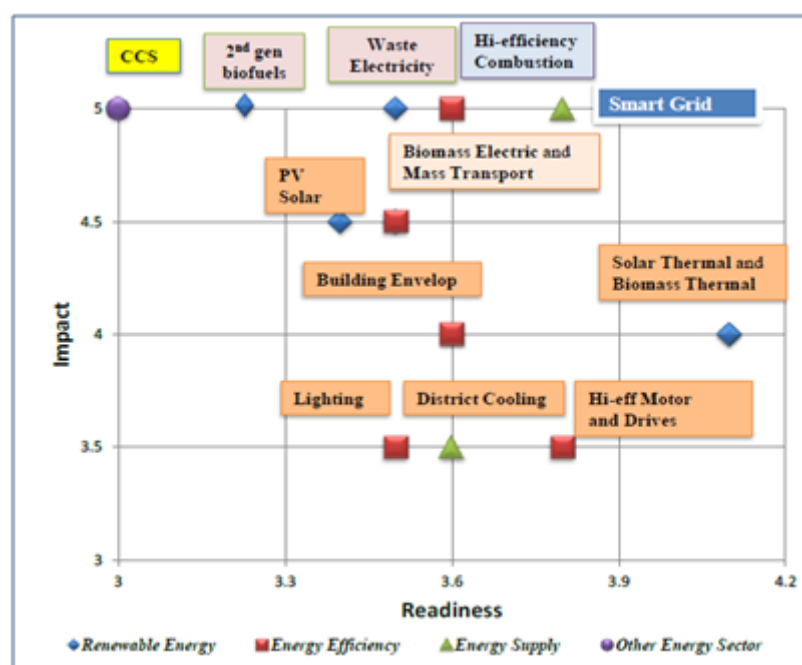 CCS
2nd gen
biofuels
Waste
Electricity
Hi-efficiency
Combustion
Smart Grid
Biomass Electric and
Mass Transport
PV
Solar
Building Envelop
Solar Thermal and
Biomass Thermal
Lighting
District Cooling
Hi-eff Motor
and Drives
Impact
5
4.5
4
3.5
3
3
3.3
3.6
3.9
4.2
Readiness
Renewable Energy
Energy Efficiency
Energy Supply
Other Energy Sector